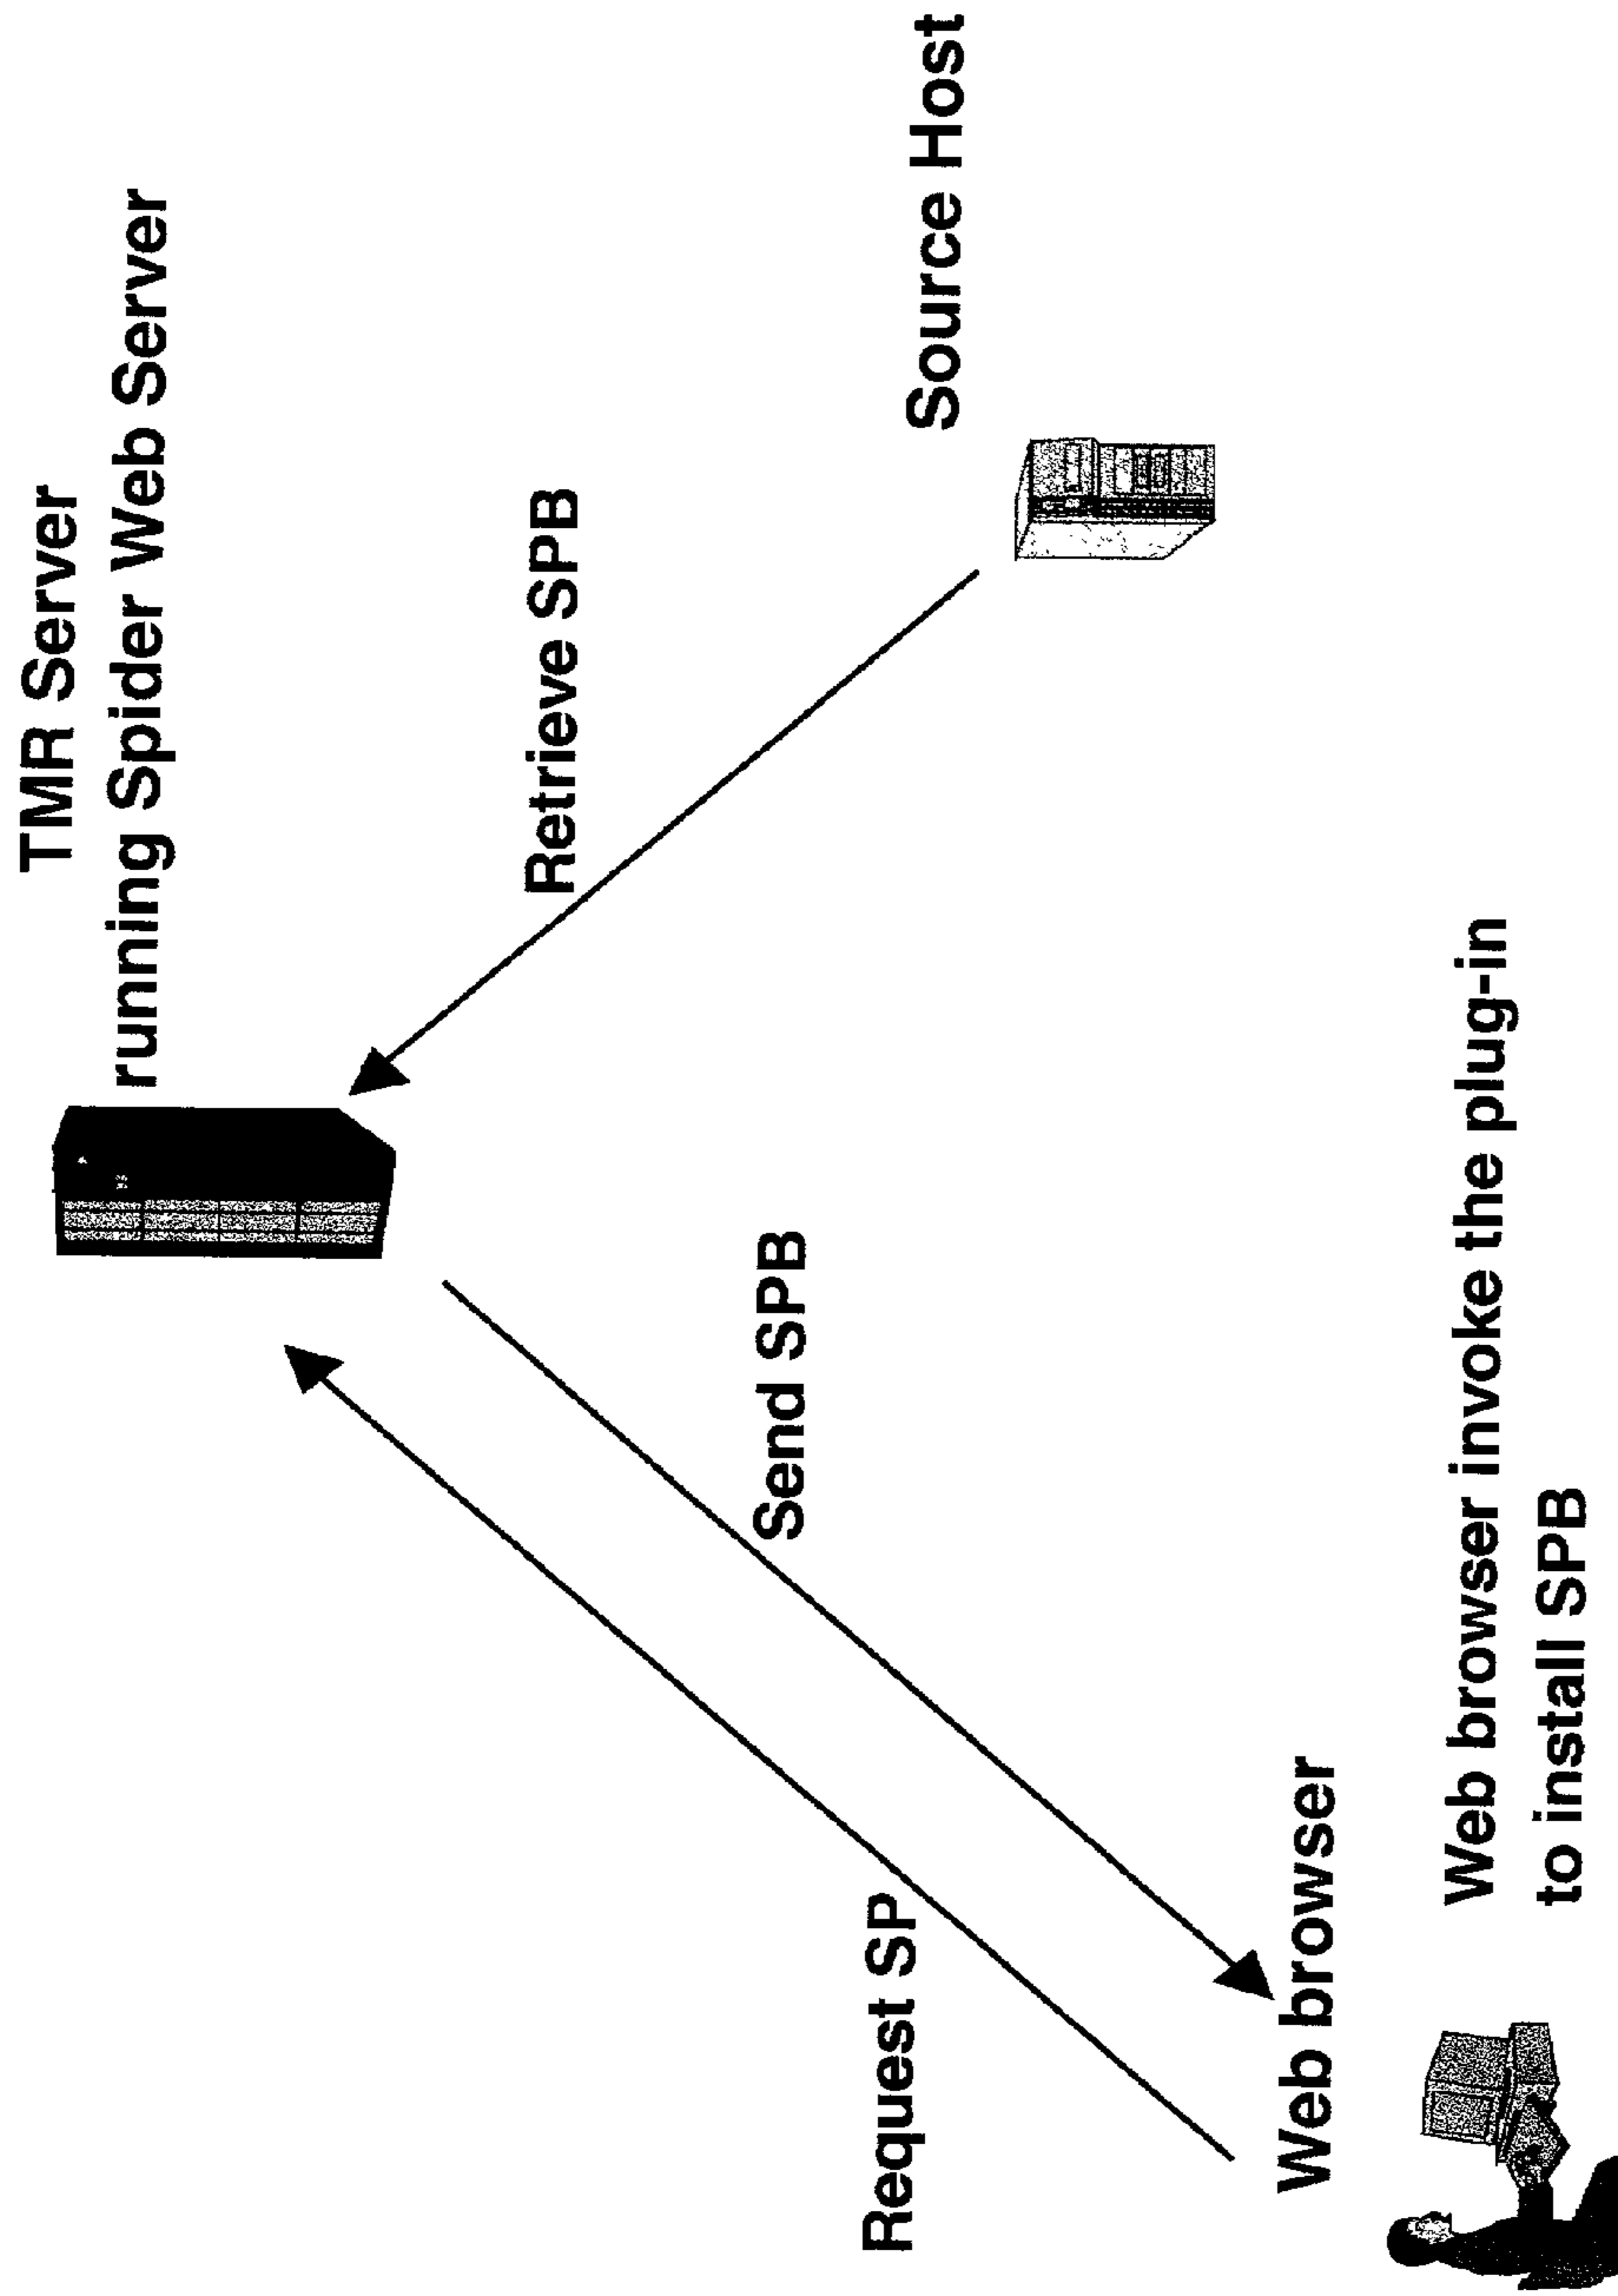 TMR Server
running Spider Web Server
Retrieve SPB
Source Host
Send SPB
Request SP
Web browser
Web browser invoke the plug-in
to install SPB